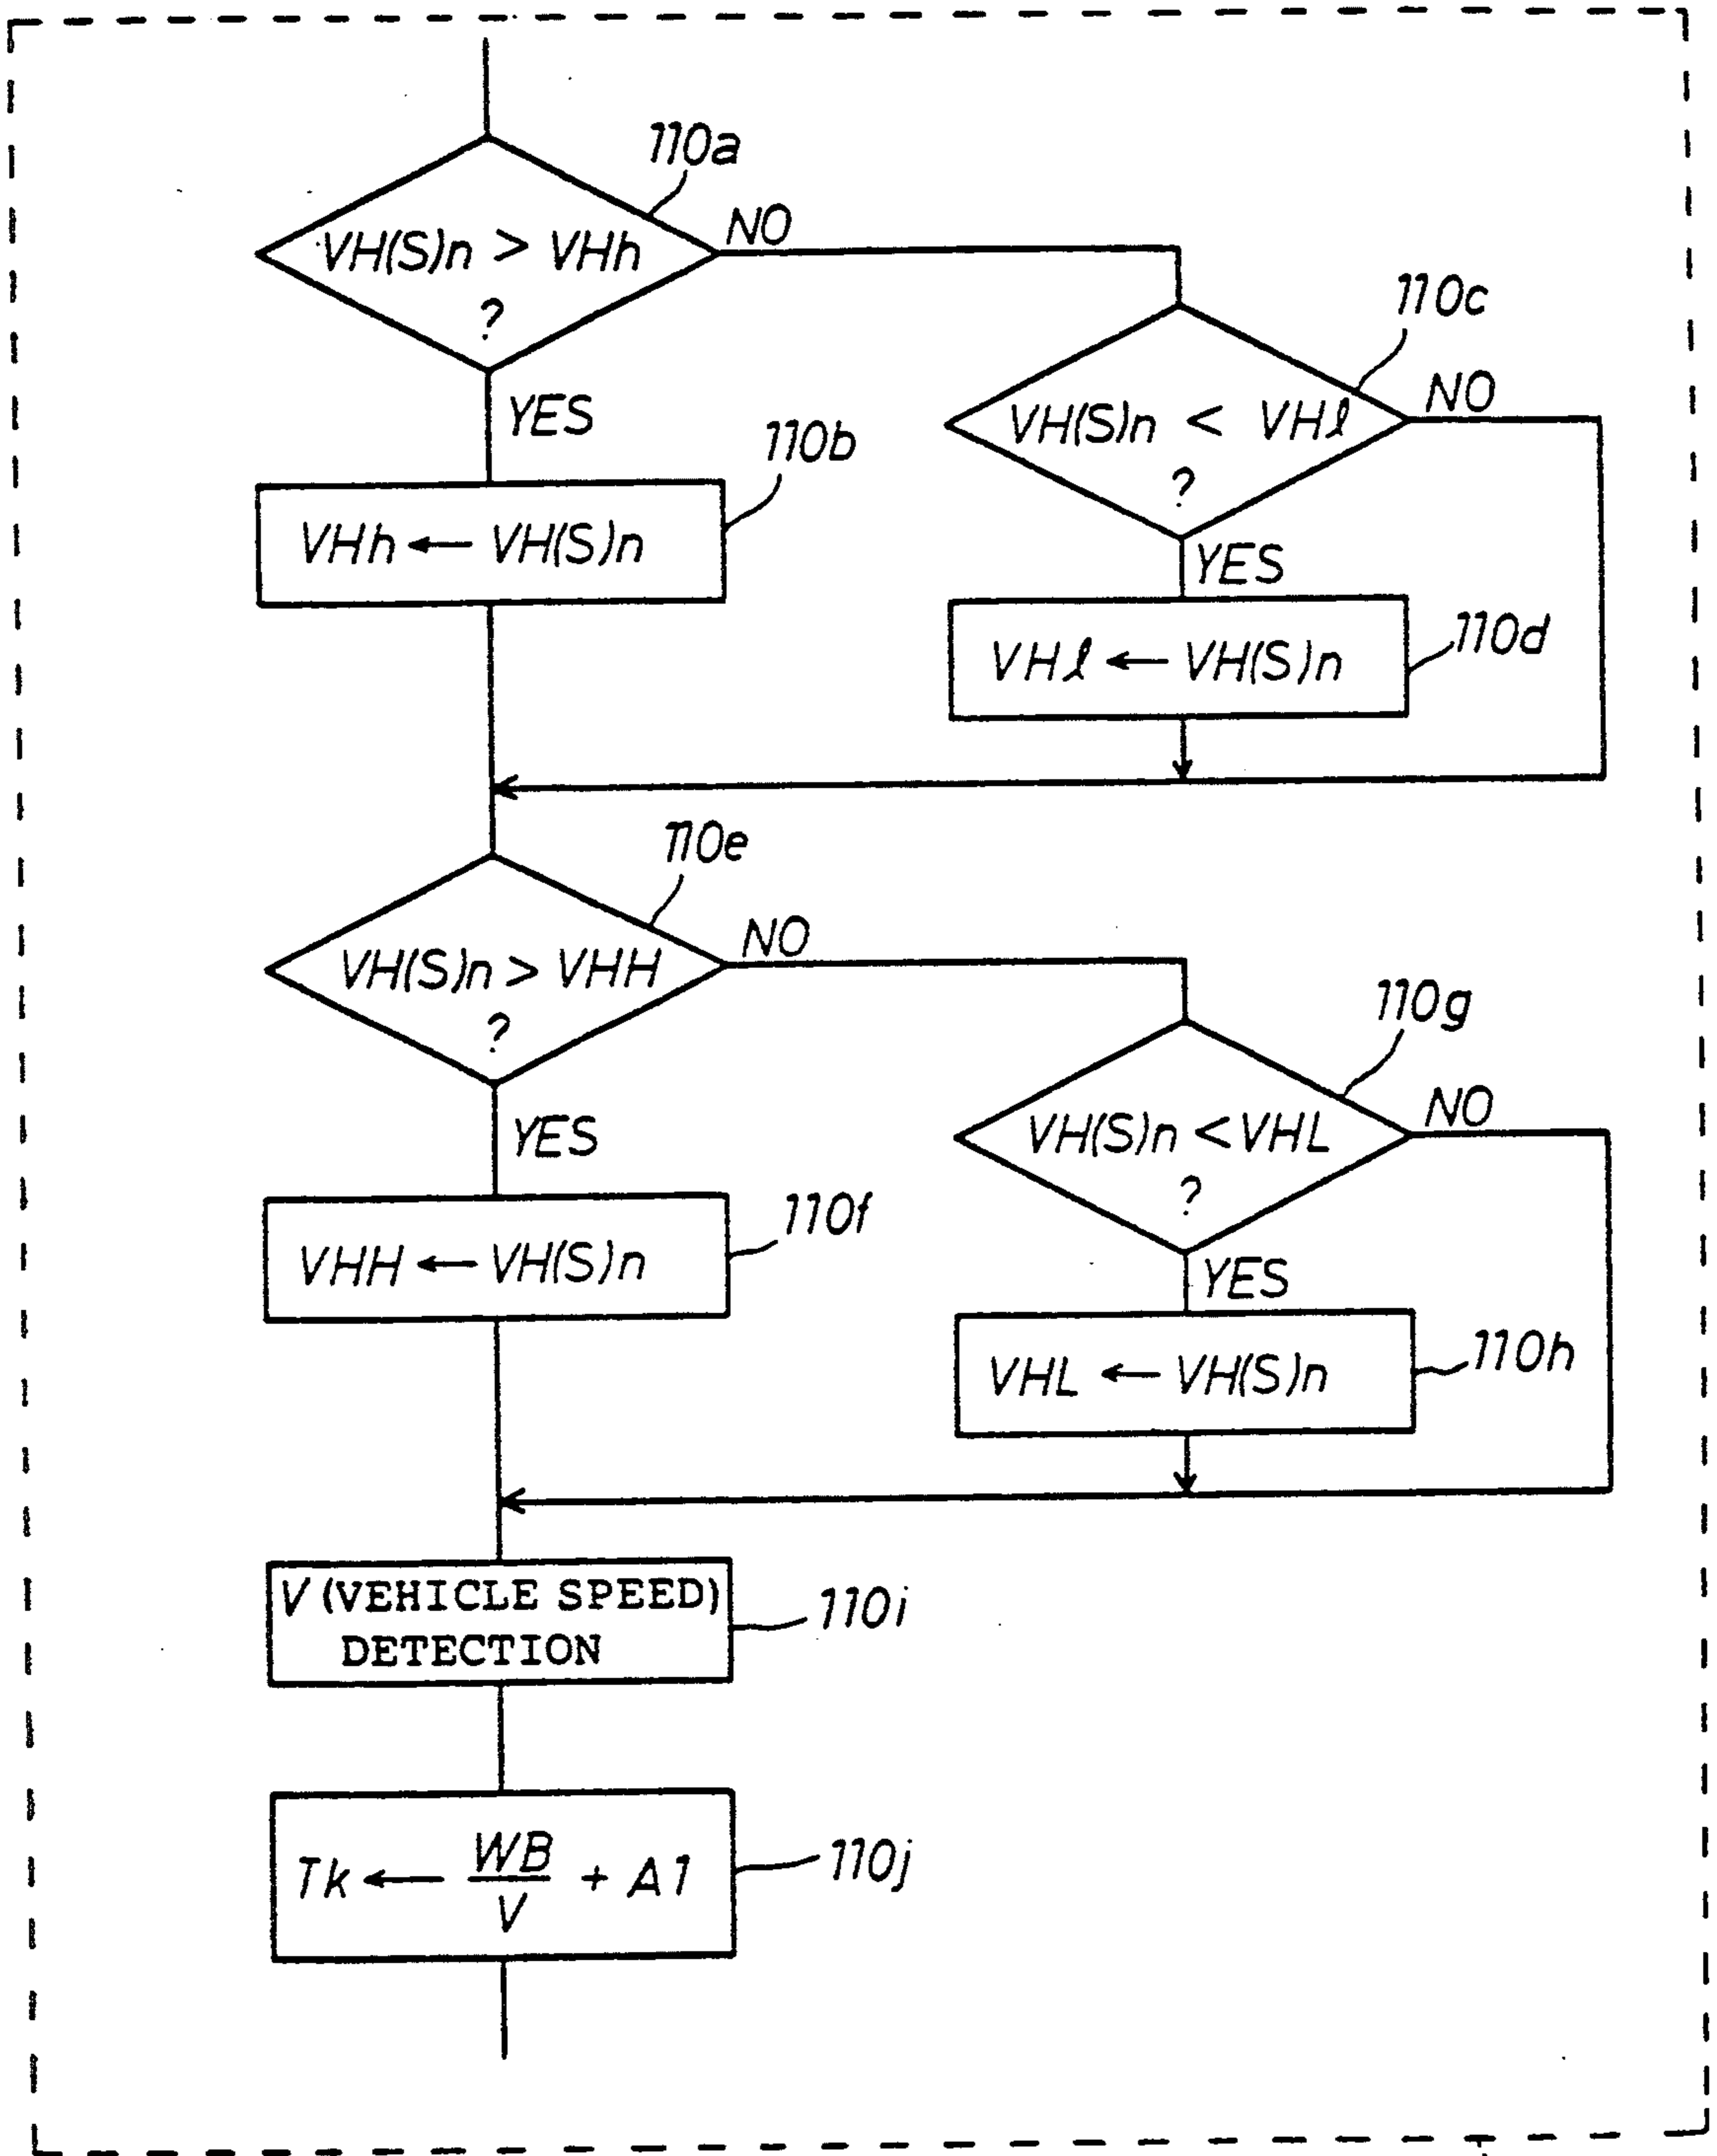 110a
VH(S)n > VHh
?
NO
YES
110c
VH(S)n < VHℓ
?
NO
YES
110b
VHh ← VH(S)n
110d
VHℓ ← VH(S)n
110e
VH(S)n > VHH
?
NO
YES
110g
VH(S)n < VHL
?
NO
YES
110f
VHH ← VH(S)n
110h
VHL ← VH(S)n
V (VEHICLE SPEED)
DETECTION
110i
Tk ← WB/V + A1
110j